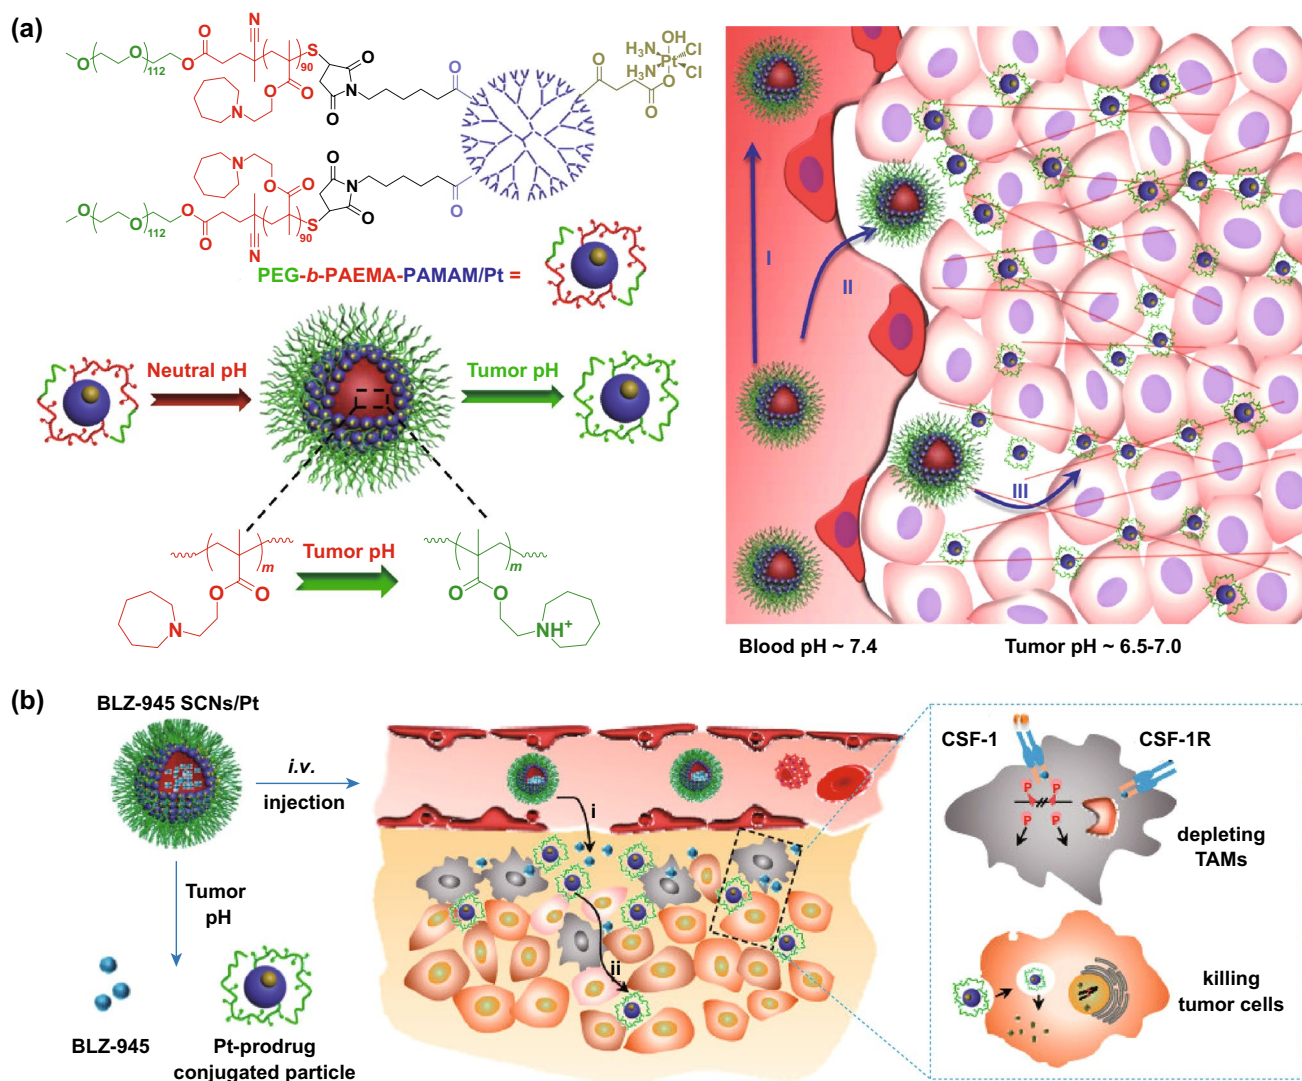 (a)
N
O
O
O
112
O
O
S
90
O
O
N
O
N
O
O
O
OH
H₃N
Cl
Pt
H₃N
Cl
O
N
O
O
O
O
O
O
112
O
O
S
90
N
O
N
O
O
PEG-b-PAEMA-PAMAM/Pt =
Neutral pH
Tumor pH
Tumor pH
m
O
O
N
m
O
O
NH⁺
I
II
III
Blood pH ~ 7.4
Tumor pH ~ 6.5-7.0
(b)
BLZ-945 SCNs/Pt
i.v.
injection
Tumor
pH
BLZ-945
Pt-prodrug
conjugated particle
i
ii
CSF-1
CSF-1R
P
P
P
P
depleting
TAMs
killing
tumor cells